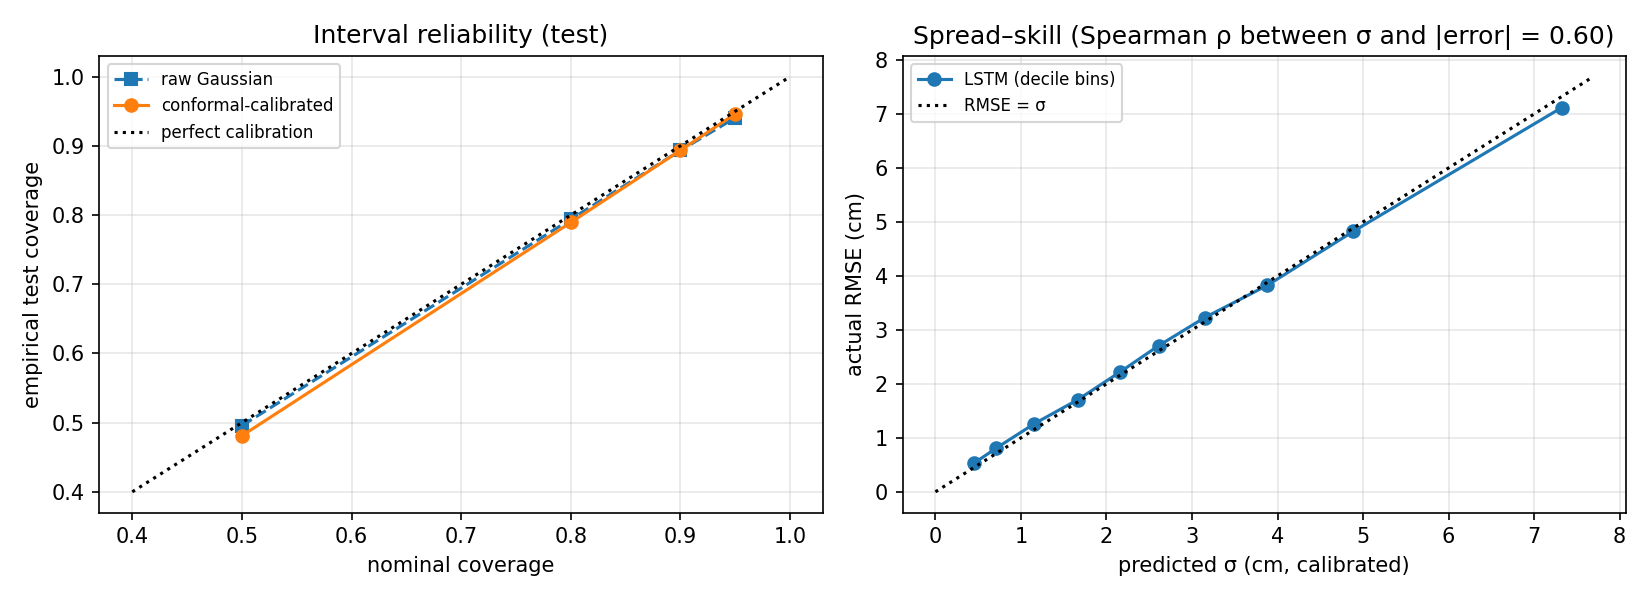 Interval reliability (test)
raw Gaussian
conformal-calibrated
perfect calibration
empirical test coverage
1.0
0.9
0.8
0.7
0.6
0.5
0.4
0.4 0.5 0.6 0.7 0.8 0.9 1.0
nominal coverage
Spread–skill (Spearman ρ between σ and |error| = 0.60)
LSTM (decile bins)
RMSE = σ
actual RMSE (cm)
8
7
6
5
4
3
2
1
0
0 1 2 3 4 5 6 7 8
predicted σ (cm, calibrated)